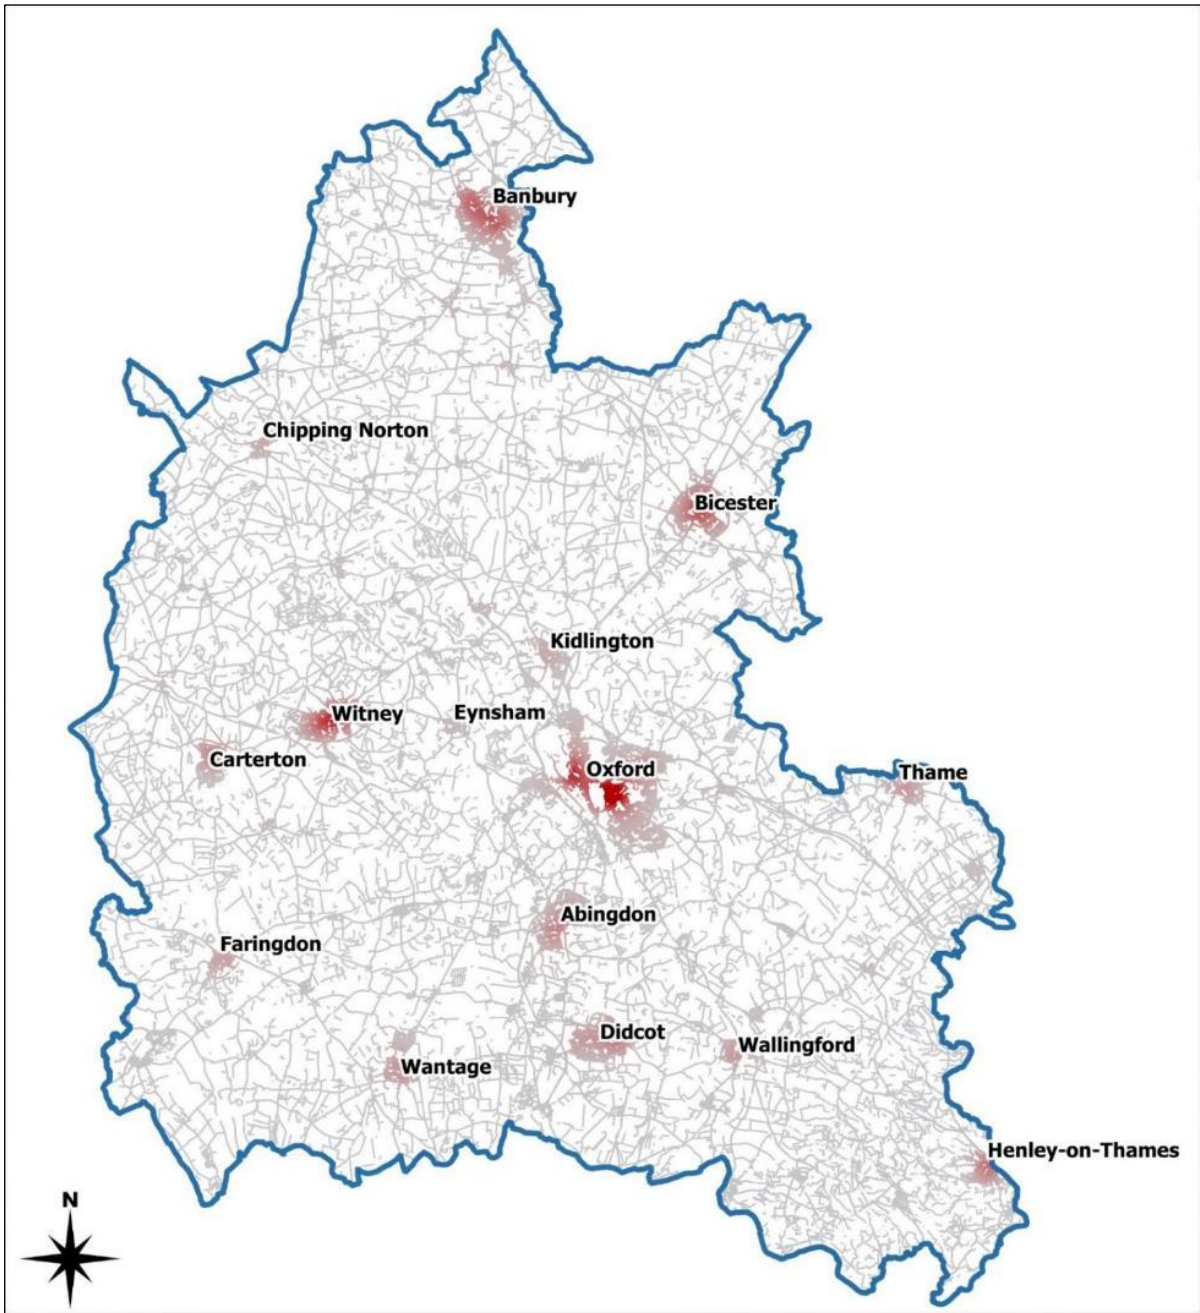 Banbury
Chipping Norton
Bicester
Kidlington
Witney
Eynsham
Carterton
Oxford
Thame
Abingdon
Faringdon
Didcot
Wallingford
Wantage
Henley-on-Thames
N